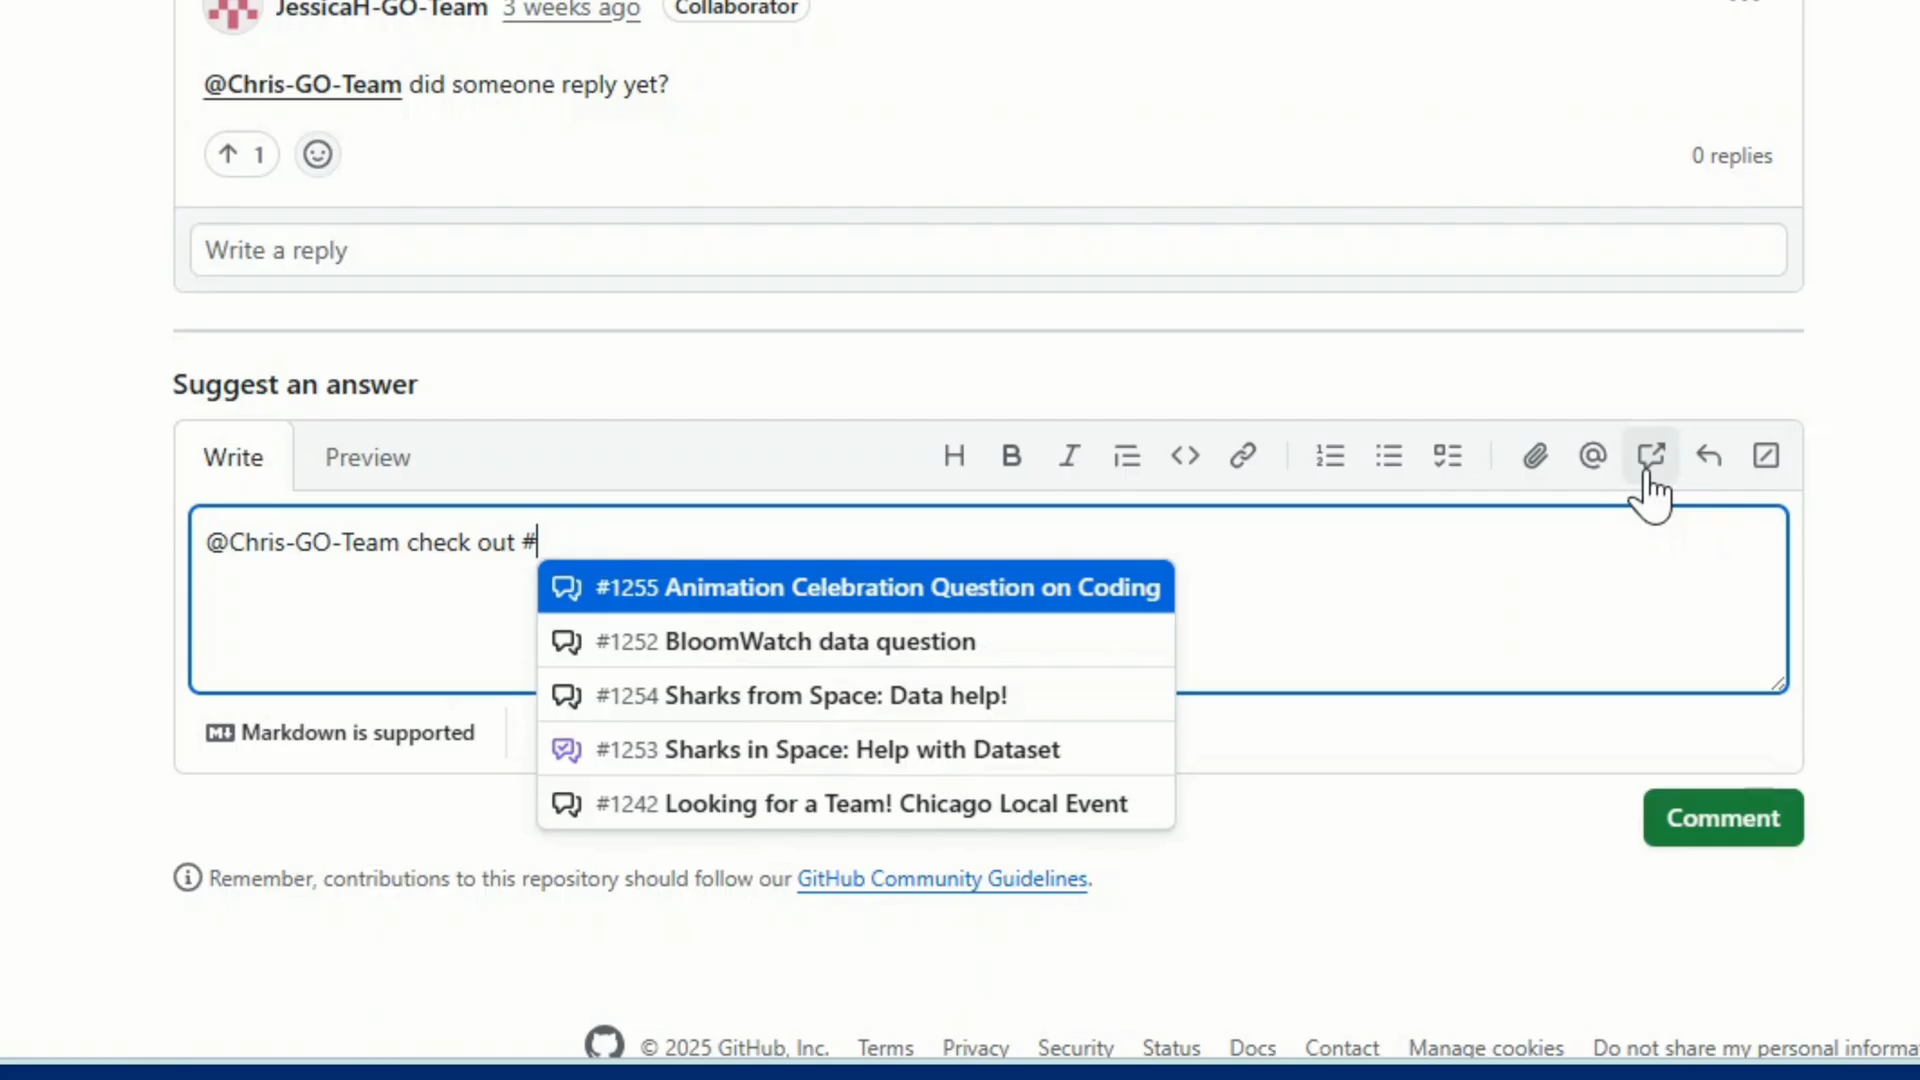 JessicaH-GO-Team 3 weeks ago Collaborator
@Chris-GO-Team did someone reply yet?
1
0 replies
Write a reply
Suggest an answer
Write Preview
@Chris-GO-Team check out #
#1255 Animation Celebration Question on Coding
#1252 BloomWatch data question
#1254 Sharks from Space: Data help!
#1253 Sharks in Space: Help with Dataset
#1242 Looking for a Team! Chicago Local Event
Markdown is supported
Comment
Remember, contributions to this repository should follow our GitHub Community Guidelines.
© 2025 GitHub, Inc. Terms Privacy Security Status Docs Contact Manage cookies Do not share my personal informa